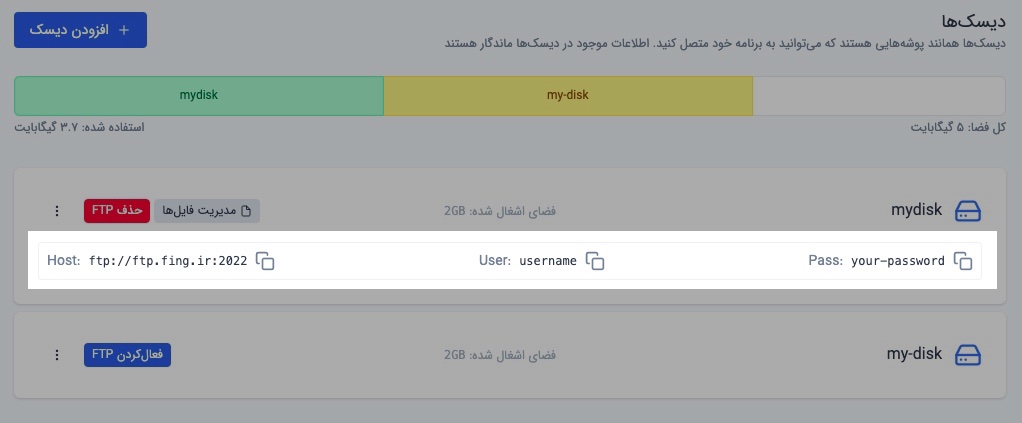 دیسک‌ها
افزودن دیسک +
دیسک‌ها همانند پوشه‌هایی هستند که می‌توانید به برنامه خود متصل کنید. اطلاعات موجود در دیسک‌ها ماندگار هستند
mydisk
my-disk
کل فضا: ۵ گیگابایت
استفاده شده: ۳.۷ گیگابایت
mydisk
فضای اشغال شده: 2GB
مدیریت فایل‌ها
حذف FTP
Host: ftp://ftp.fing.ir:2022
User: username
Pass: your-password
my-disk
فضای اشغال شده: 2GB
فعال‌کردن FTP